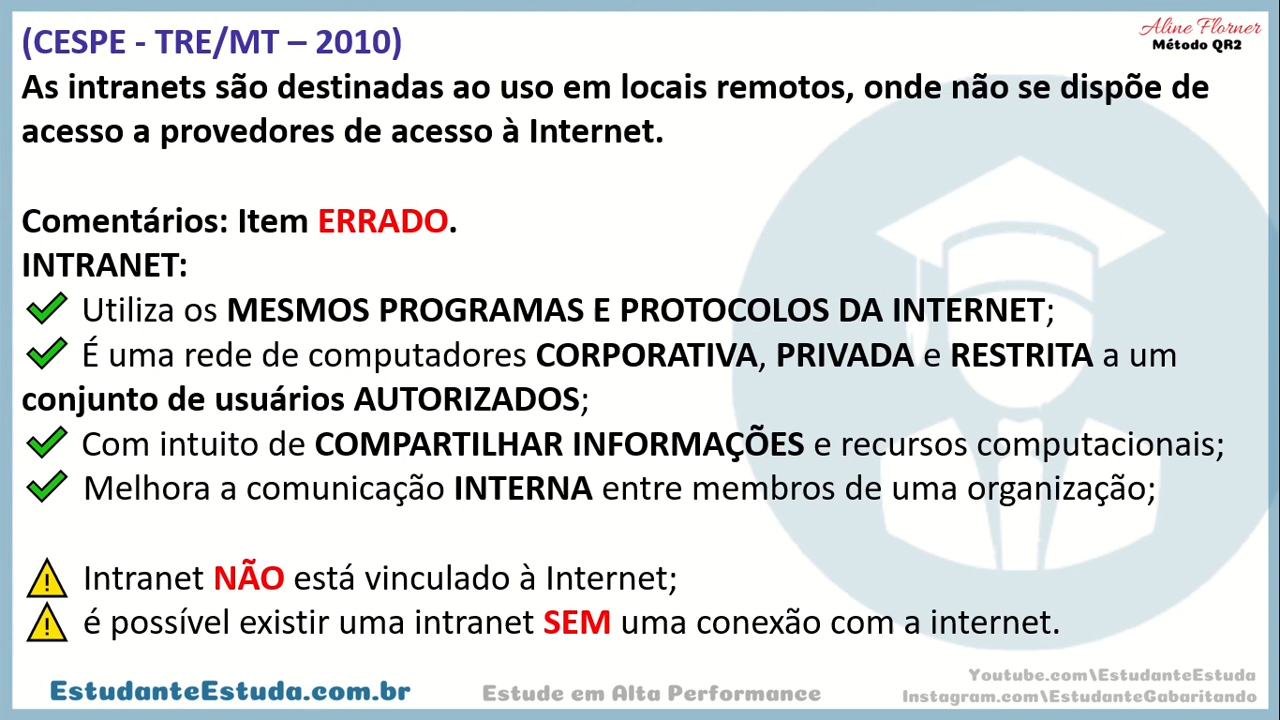 (CESPE - TRE/MT – 2010)
Aline Florner
Método QR2
As intranets são destinadas ao uso em locais remotos, onde não se dispõe de
acesso a provedores de acesso à Internet.
Comentários: Item ERRADO.
INTRANET:
Utiliza os MESMOS PROGRAMAS E PROTOCOLOS DA INTERNET;
É uma rede de computadores CORPORATIVA, PRIVADA e RESTRITA a um
conjunto de usuários AUTORIZADOS;
Com intuito de COMPARTILHAR INFORMAÇÕES e recursos computacionais;
Melhora a comunicação INTERNA entre membros de uma organização;
Intranet NÃO está vinculado à Internet;
é possível existir uma intranet SEM uma conexão com a internet.
EstudanteEstuda.com.br
Estude em Alta Performance
Youtube.com\EstudanteEstuda
Instagram.com\EstudanteGabaritando